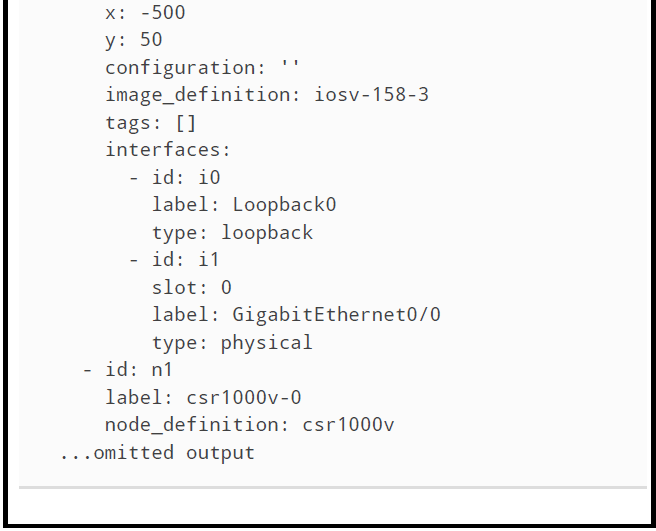 x: -500
y: 50
configuration: ''
image_definition: iosv-158-3
tags: []
interfaces:
- id: i0
label: Loopback0
type: loopback
- id: i1
slot: 0
label: GigabitEthernet0/0
type: physical
- id: n1
label: csr1000v-0
node_definition: csr1000v
...omitted output